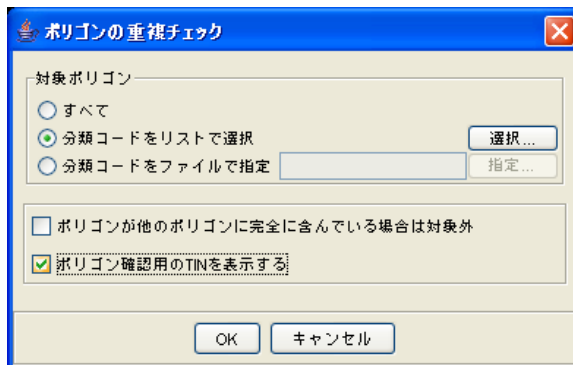 ポリゴンの重複チェック
対象ポリゴン
すべて
分類コードをリストで選択
選択...
分類コードをファイルで指定
指定...
ポリゴンが他のポリゴンに完全に含んでいる場合は対象外
ポリゴン確認用のTINを表示する
OK
キャンセル